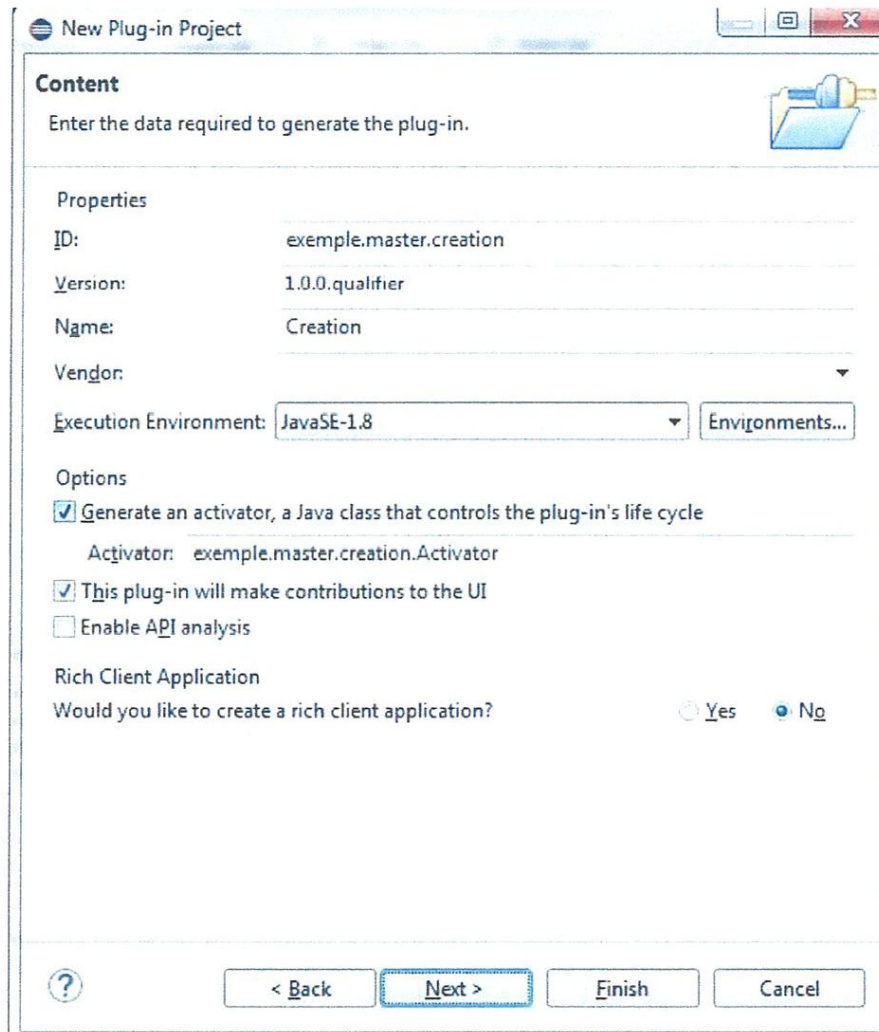 New Plug-in Project
Content
Enter the data required to generate the plug-in.
Properties
ID: exemple.master.creation
Version: 1.0.0.qualifier
Name: Creation
Vendor:
Execution Environment: JavaSE-1.8 Environments...
Options
Generate an activator, a Java class that controls the plug-in's life cycle
Activator: exemple.master.creation.Activator
This plug-in will make contributions to the UI
Enable API analysis
Rich Client Application
Would you like to create a rich client application? Yes No
? < Back Next > Finish Cancel